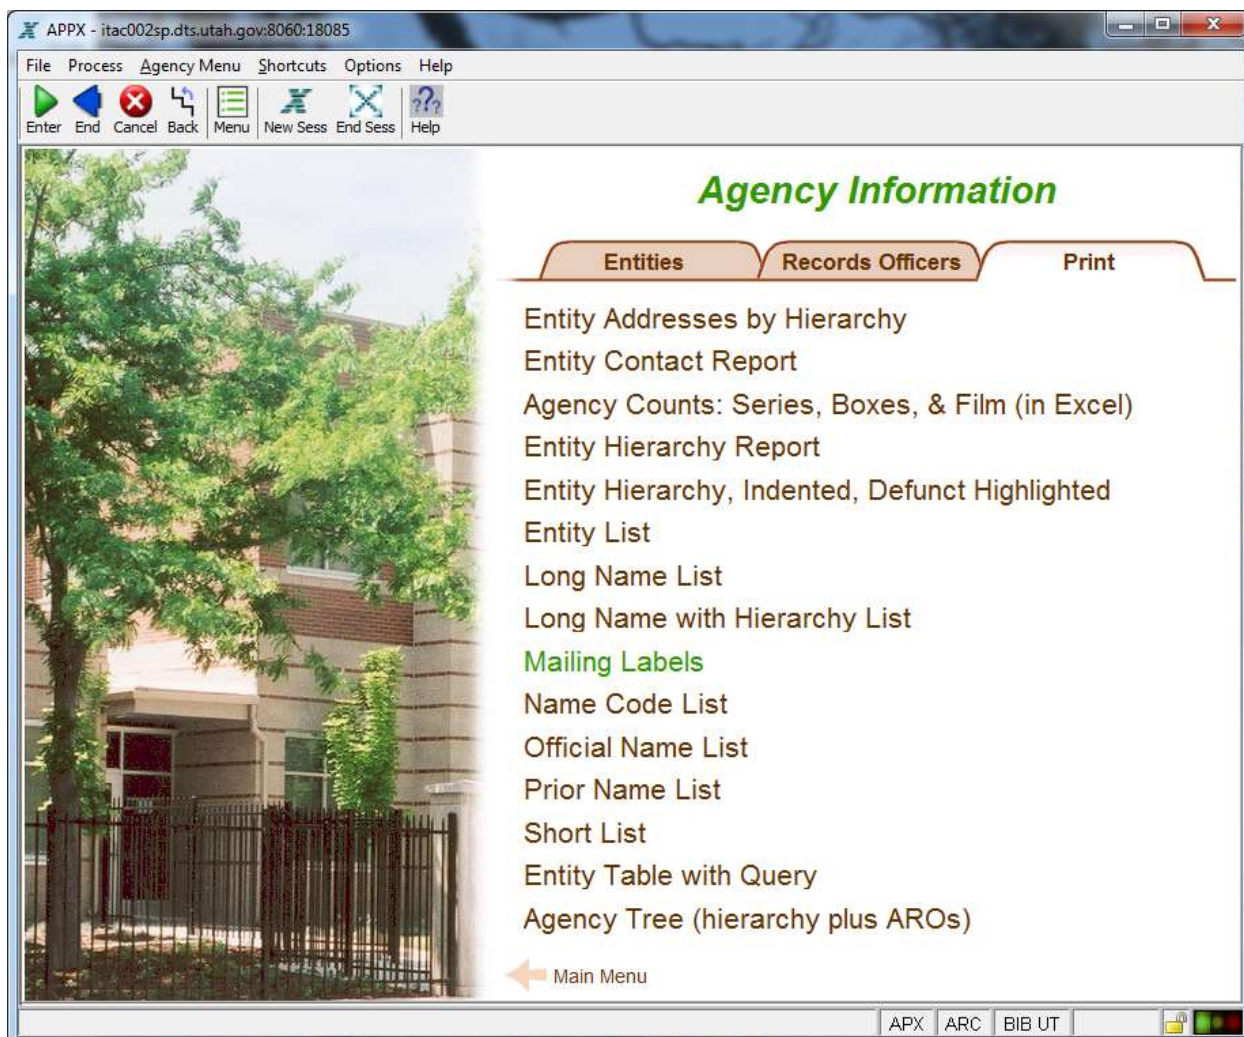 APPX - itac002sp.dts.utah.gov:8060:18085
File Process Agency Menu Shortcuts Options Help
Enter End Cancel Back Menu New Sess End Sess Help
Agency Information
Entities Records Officers Print
Entity Addresses by Hierarchy
Entity Contact Report
Agency Counts: Series, Boxes, & Film (in Excel)
Entity Hierarchy Report
Entity Hierarchy, Indented, Defunct Highlighted
Entity List
Long Name List
Long Name with Hierarchy List
Mailing Labels
Name Code List
Official Name List
Prior Name List
Short List
Entity Table with Query
Agency Tree (hierarchy plus AROs)
Main Menu
APX ARC BIB UT